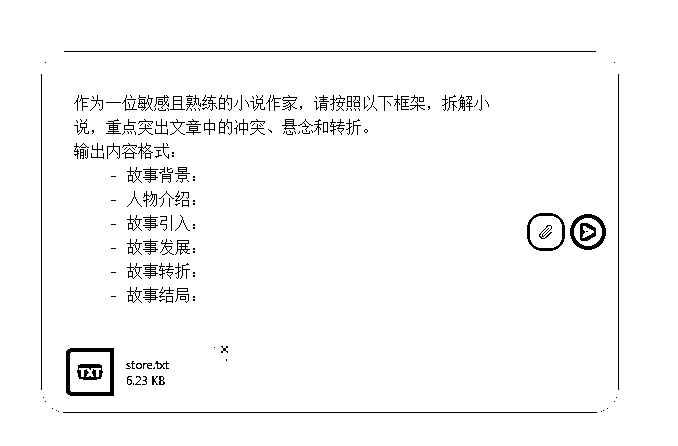 作为一位敏感且熟练的小说作家，请按照以下框架，拆解小
说，重点突出文章中的冲突、悬念和转折。
输出内容格式：
- 故事背景：
- 人物介绍：
- 故事引入：
- 故事发展：
- 故事转折：
- 故事结局：
TXT
store.txt
6.23 KB